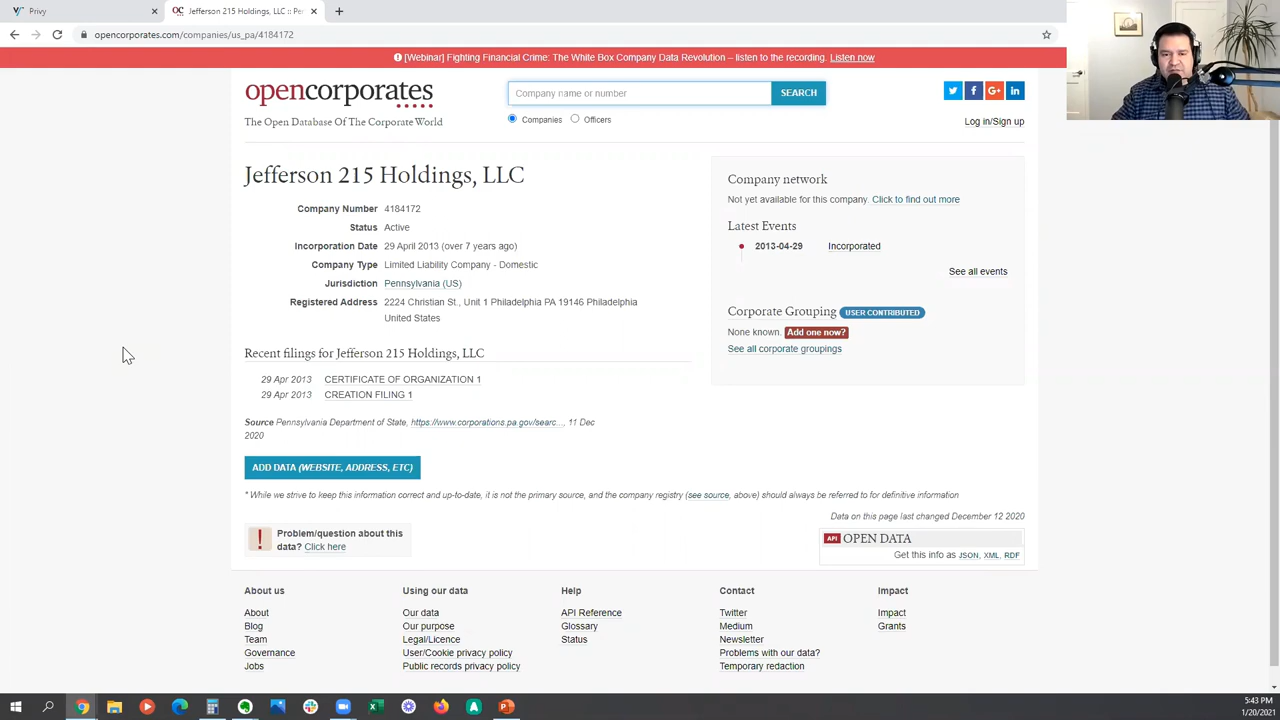 Privy
Jefferson 215 Holdings, LLC :: Pe
opencorporates.com/companies/us_pa/4184172
[Webinar] Fighting Financial Crime: The White Box Company Data Revolution – listen to the recording. Listen now
opencorporates
The Open Database Of The Corporate World
Company name or number
SEARCH
Companies
Officers
Log in/Sign up
Jefferson 215 Holdings, LLC
Company Number 4184172
Status Active
Incorporation Date 29 April 2013 (over 7 years ago)
Company Type Limited Liability Company - Domestic
Jurisdiction Pennsylvania (US)
Registered Address 2224 Christian St., Unit 1 Philadelphia PA 19146 Philadelphia
United States
Recent filings for Jefferson 215 Holdings, LLC
29 Apr 2013 CERTIFICATE OF ORGANIZATION 1
29 Apr 2013 CREATION FILING 1
Source Pennsylvania Department of State, https://www.corporations.pa.gov/searc..., 11 Dec
2020
ADD DATA (WEBSITE, ADDRESS, ETC)
Company network
Not yet available for this company. Click to find out more
Latest Events
2013-04-29 Incorporated
See all events
Corporate Grouping USER CONTRIBUTED
None known. Add one now?
See all corporate groupings
* While we strive to keep this information correct and up-to-date, it is not the primary source, and the company registry (see source, above) should always be referred to for definitive information
Data on this page last changed December 12 2020
Problem/question about this
data? Click here
API OPEN DATA
Get this info as JSON, XML, RDF
About us
About
Blog
Team
Governance
Jobs
Using our data
Our data
Our purpose
Legal/Licence
User/Cookie privacy policy
Public records privacy policy
Help
API Reference
Glossary
Status
Contact
Twitter
Medium
Newsletter
Problems with our data?
Temporary redaction
Impact
Impact
Grants
5:43 PM
1/20/2021